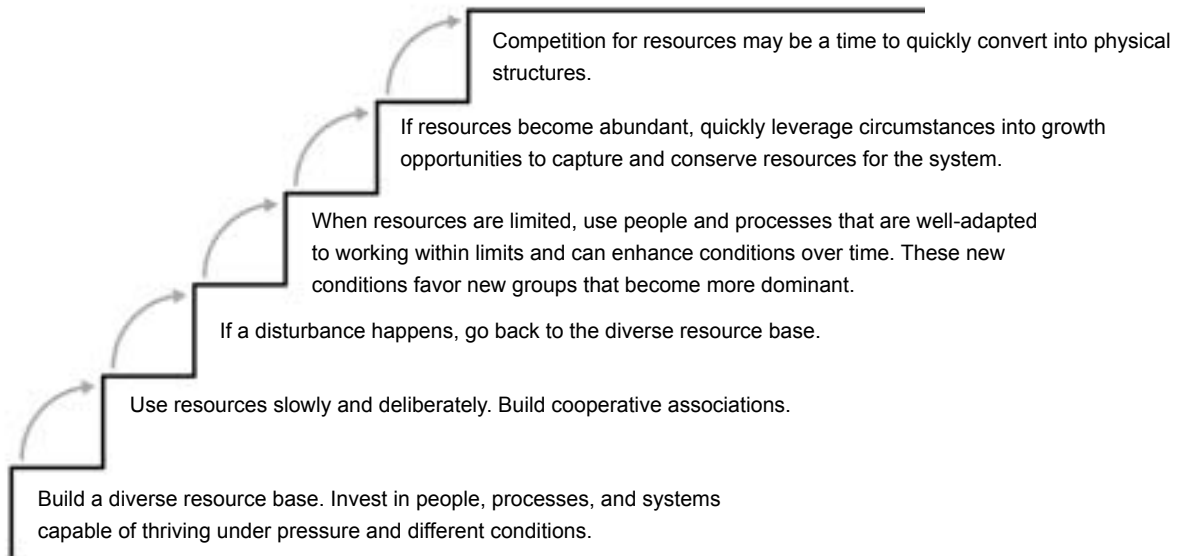 Competition for resources may be a time to quickly convert into physical
structures.
If resources become abundant, quickly leverage circumstances into growth
opportunities to capture and conserve resources for the system.
When resources are limited, use people and processes that are well-adapted
to working within limits and can enhance conditions over time. These new
conditions favor new groups that become more dominant.
If a disturbance happens, go back to the diverse resource base.
Use resources slowly and deliberately. Build cooperative associations.
Build a diverse resource base. Invest in people, processes, and systems
capable of thriving under pressure and different conditions.